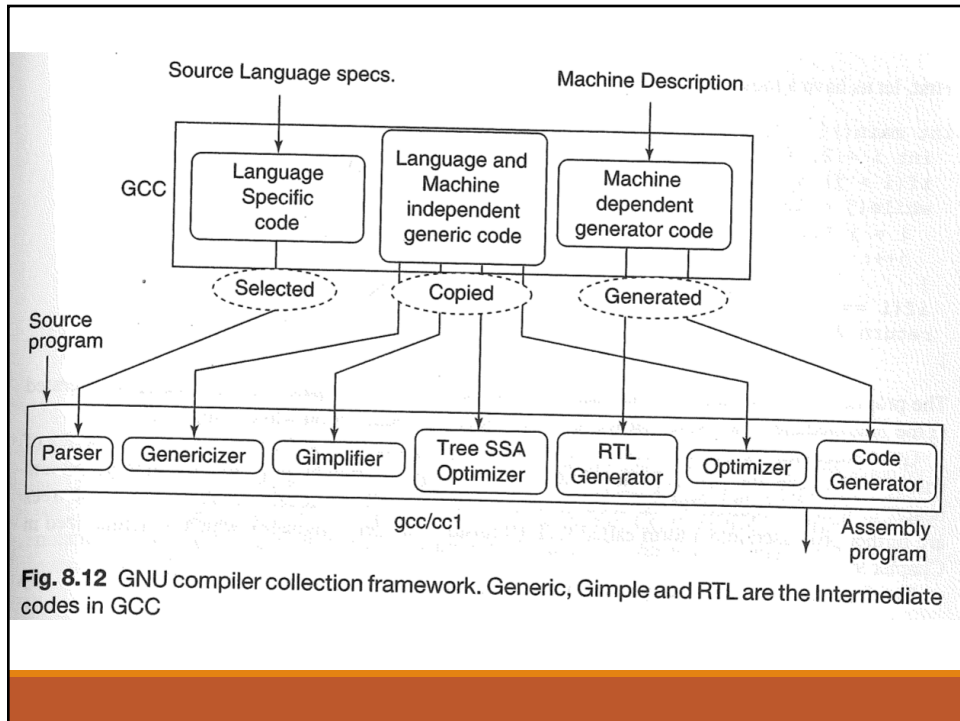 Source Language specs.
Machine Description
GCC
Language
Specific
code
Language and
Machine
independent
generic code
Machine
dependent
generator code
Selected
Copied
Generated
Source
program
Parser
Genericizer
Gimplifier
Tree SSA
Optimizer
RTL
Generator
Optimizer
Code
Generator
gcc/cc1
Assembly
program
Fig. 8.12 GNU compiler collection framework. Generic, Gimple and RTL are the Intermediate
codes in GCC